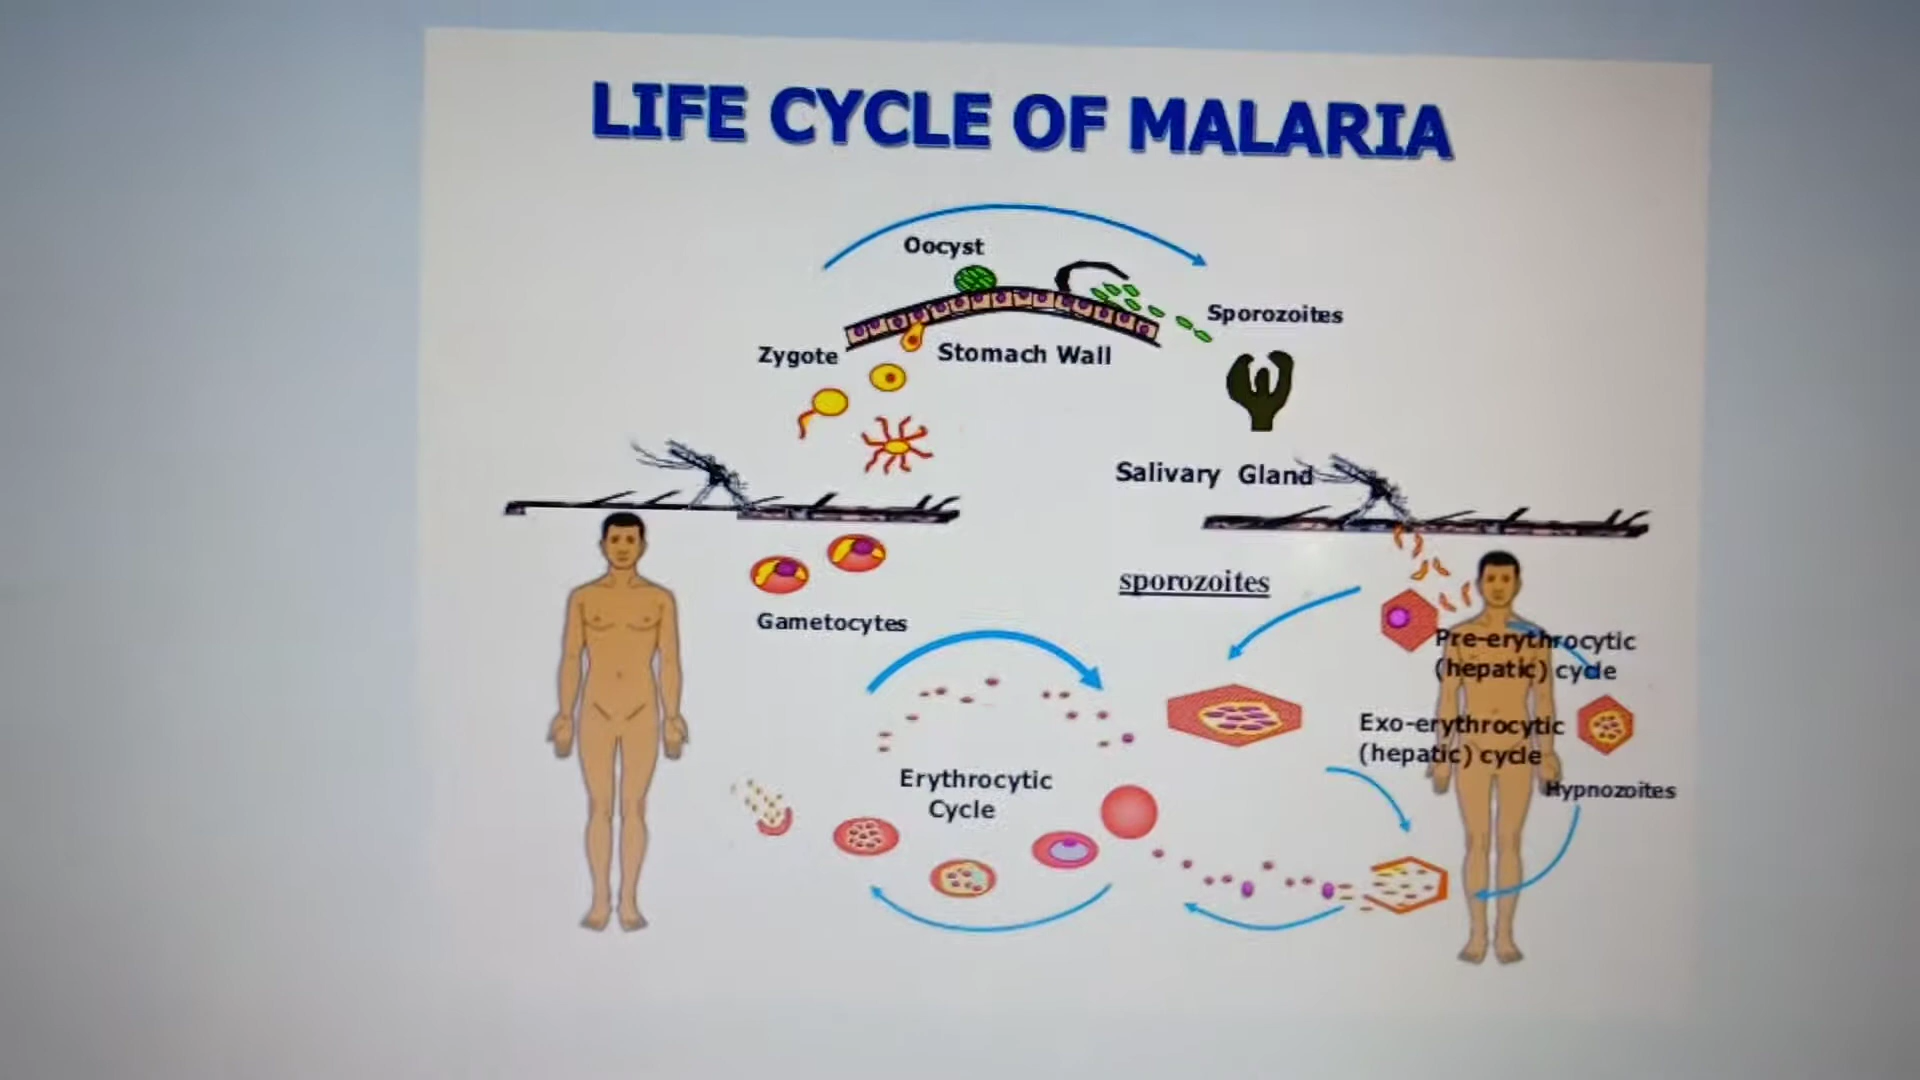 LIFE CYCLE OF MALARIA
Oocyst
Sporozoites
Zygote
Stomach Wall
Salivary Gland
sporozoites
Gametocytes
Pre-erythrocytic
(hepatic) cycle
Exo-erythrocytic
(hepatic) cycle
Hypnozoites
Erythrocytic
Cycle